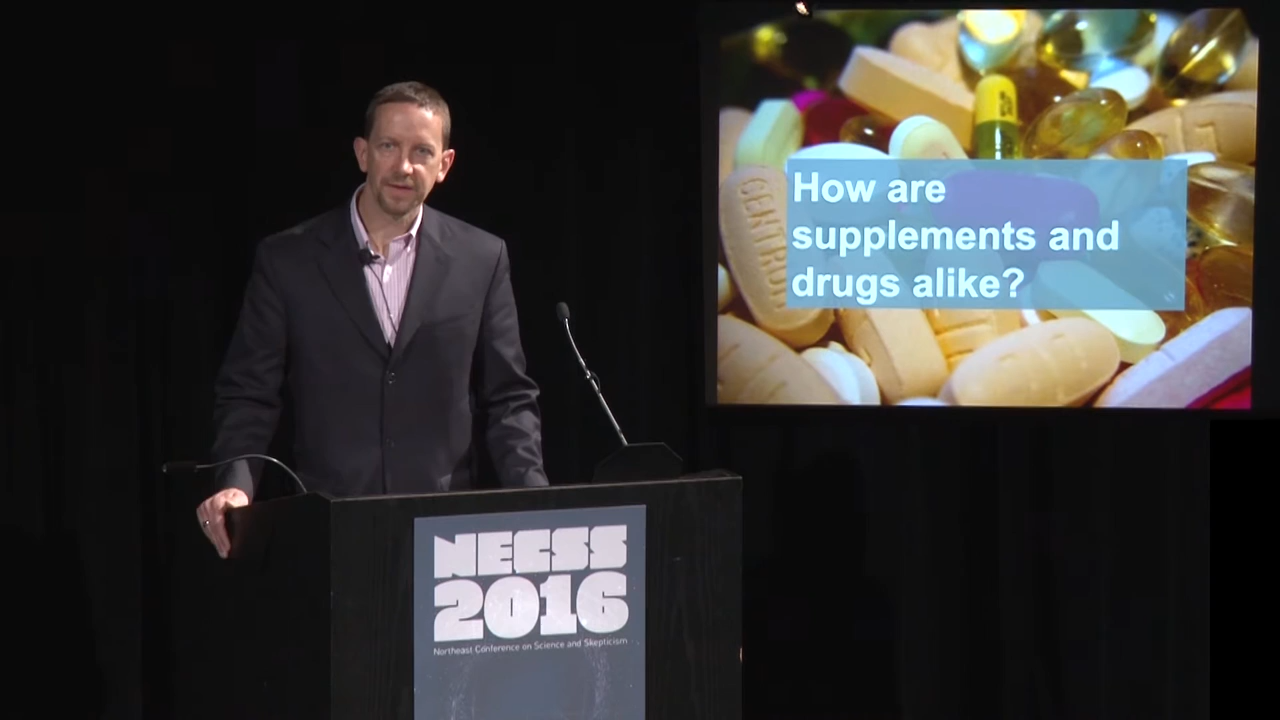 How are
supplements and
drugs alike?
CENTRUM
NECSS
2016
Northeast Conference on Science and Skepticism